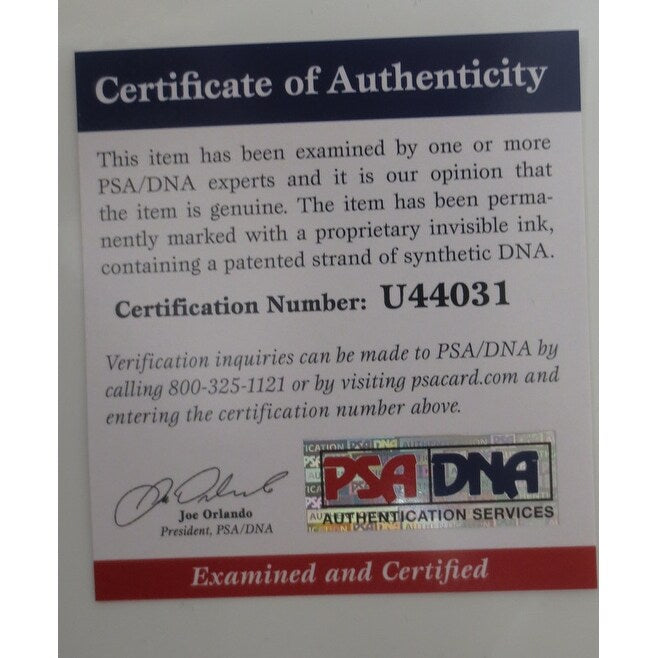 Certificate of Authenticity
This item has been examined by one or more
PSA/DNA experts and it is our opinion that
the item is genuine. The item has been perma-
nently marked with a proprietary invisible ink,
containing a patented strand of synthetic DNA.
Certification Number: U44031
Verification inquiries can be made to PSA/DNA by
calling 800-325-1121 or by visiting psacard.com and
entering the certification number above.
Joe Orlando
President, PSA/DNA
PSA DNA
AUTHENTICATION SERVICES
Examined and Certified